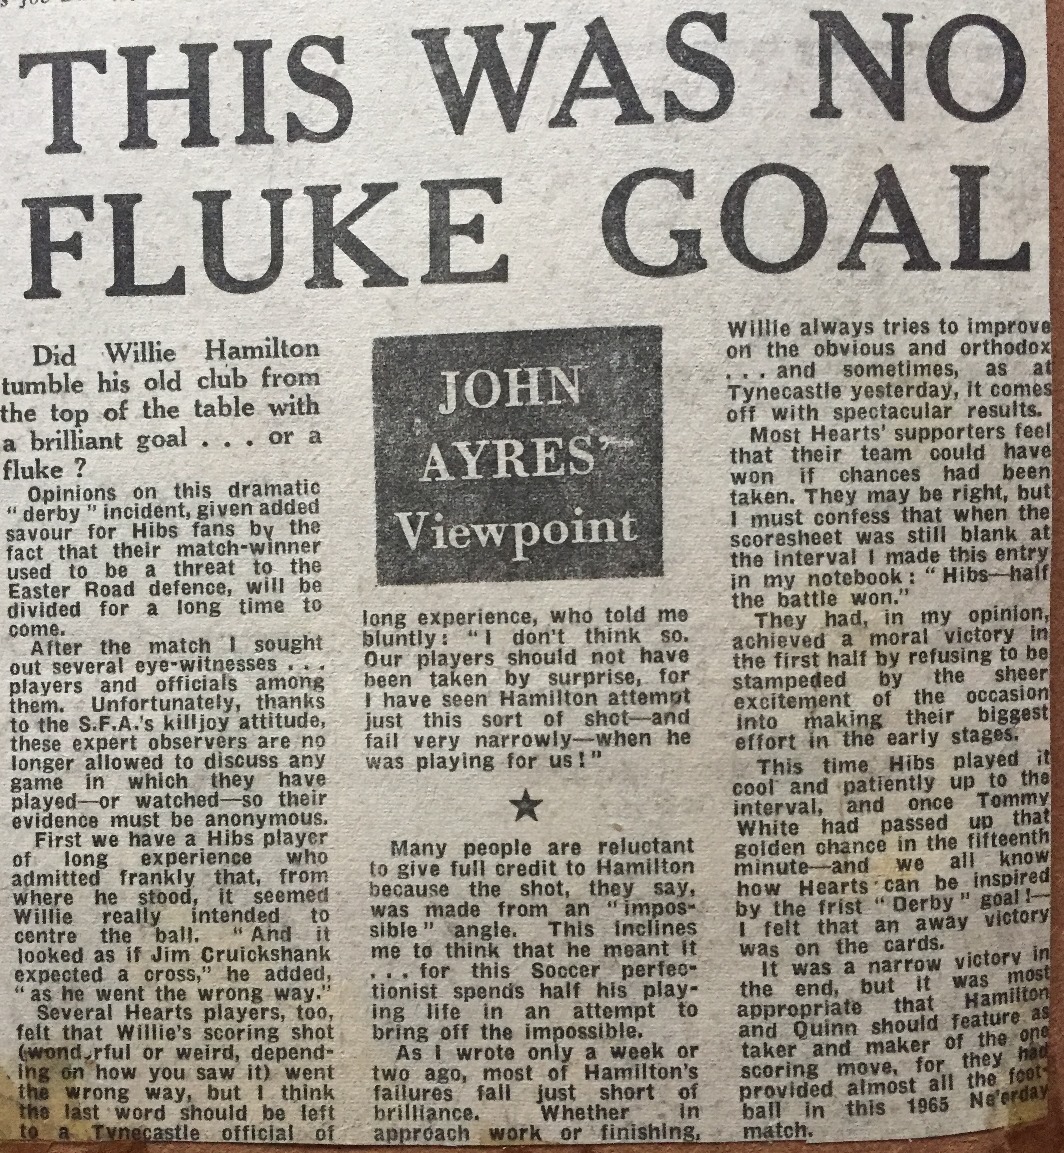 THIS WAS NO
FLUKE GOAL
Did Willie Hamilton
tumble his old club from
the top of the table with
a brilliant goal . . . or a
fluke ?
Opinions on this dramatic
“ derby ” incident, given added
savour for Hibs fans by the
fact that their match-winner
used to be a threat to the
Easter Road defence, will be
divided for a long time to
come.
After the match I sought
out several eye-witnesses . . .
players and officials among
them. Unfortunately, thanks
to the S.F.A.'s killjoy attitude,
these expert observers are no
longer allowed to discuss any
game in which they have
played—or watched—so their
evidence must be anonymous.
First we have a Hibs player
of long experience who
admitted frankly that, from
where he stood, it seemed
Willie really intended to
centre the ball. “And it
looked as if Jim Cruickshank
expected a cross,” he added,
“ as he went the wrong way.”
Several Hearts players, too,
felt that Willie's scoring shot
(wond.rful or weird, depend-
ing on how you saw it) went
the wrong way, but I think
the last word should be left
to a Tynecastle official of
JOHN
AYRES'
Viewpoint
long experience, who told me
bluntly: “I don't think so.
Our players should not have
been taken by surprise, for
I have seen Hamilton attempt
just this sort of shot—and
fail very narrowly—when he
was playing for us!”
★
Many people are reluctant
to give full credit to Hamilton
because the shot, they say,
was made from an “impos-
sible” angle. This inclines
me to think that he meant it
. . . for this Soccer perfec-
tionist spends half his play-
ing life in an attempt to
bring off the impossible.
As I wrote only a week or
two ago, most of Hamilton's
failures fall just short of
brilliance. Whether in
approach work or finishing,
Willie always tries to improve
on the obvious and orthodox
. . . and sometimes, as at
Tynecastle yesterday, it comes
off with spectacular results.
Most Hearts' supporters feel
that their team could have
won if chances had been
taken. They may be right, but
I must confess that when the
scoresheet was still blank at
the interval I made this entry
in my notebook : “Hibs—half
the battle won.”
They had, in my opinion,
achieved a moral victory in
the first half by refusing to be
stampeded by the sheer
excitement of the occasion
into making their biggest
effort in the early stages.
This time Hibs played it
cool and patiently up to the
interval, and once Tommy
White had passed up that
golden chance in the fifteenth
minute—and we all know
how Hearts can be inspired
by the frist “Derby” goal!—
I felt that an away victory
was on the cards.
It was a narrow victory in
the end, but it was most
appropriate that Hamilton
and Quinn should feature as
taker and maker of the one
scoring move, for they had
provided almost all the foot-
ball in this 1965 Ne'erday
match.